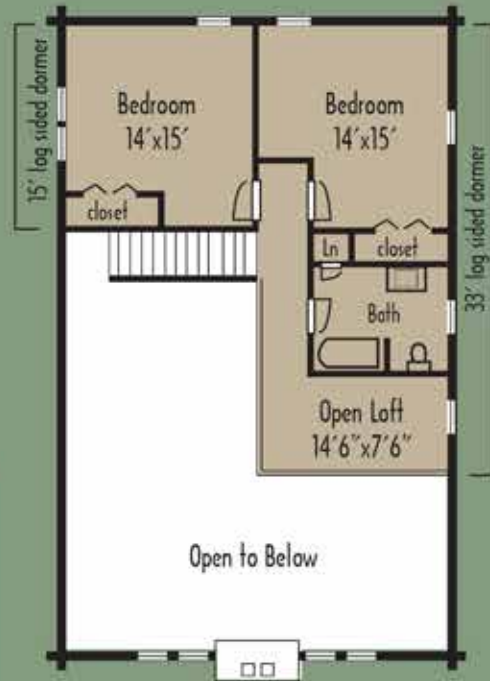 15′ log sided dormer
Bedroom
14′x15′
closet
Bedroom
14′x15′
33′ log sided dormer
Ln
closet
Bath
Open Loft
14′6″x7′6″
Open to Below